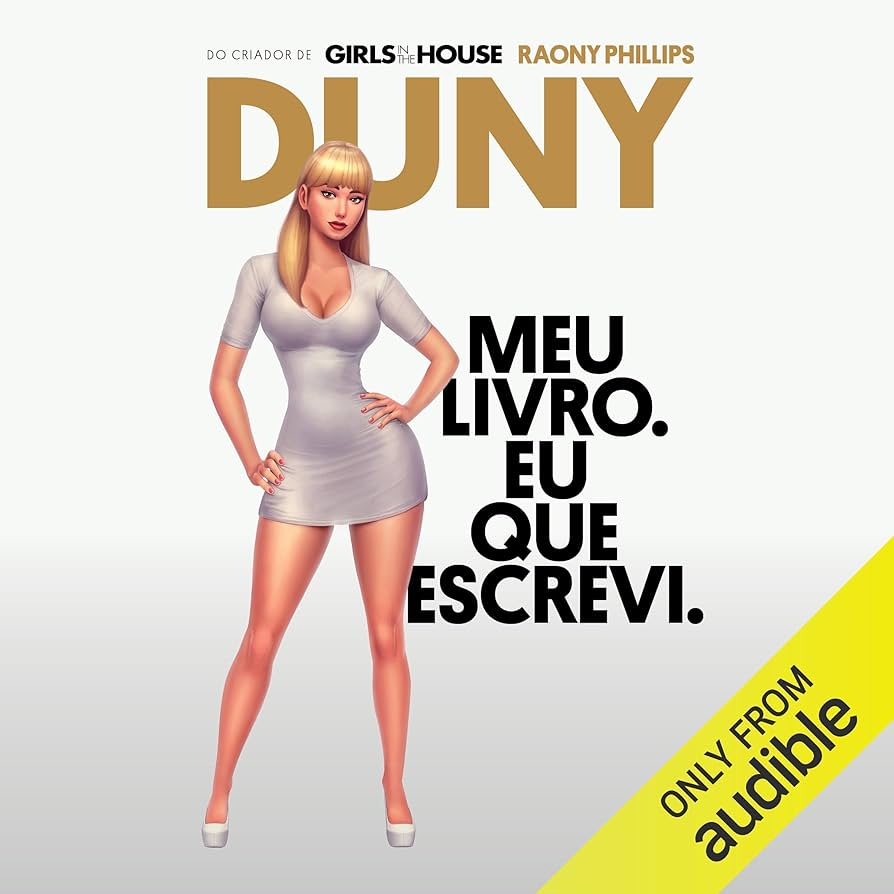 DO CRIADOR DE GIRLS IN THE HOUSE RAONY PHILLIPS
DUNY
MEU
LIVRO.
EU
QUE
ESCREVI.
ONLY FROM
audible